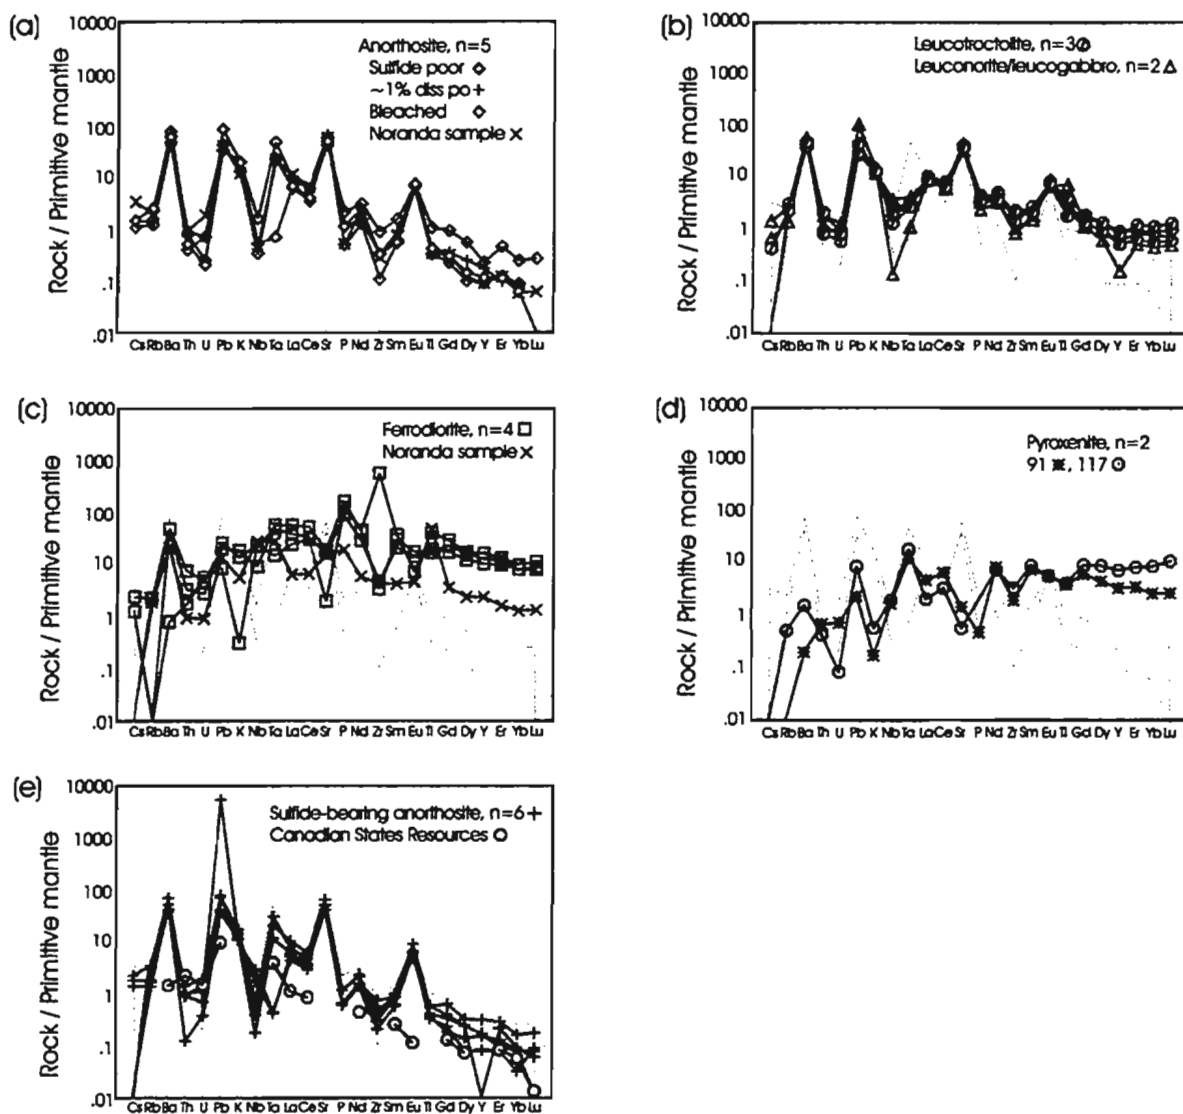 (a)
10000
1000
100
10
1
.1
.01
Rock / Primitive mantle
Anorthosite, n=5
Sulfide poor
~1% diss po
Bleached
Noranda sample
Cs Rb Ba Th U Pb K Nb Ta La Ce Sr P Nd Zr Sm Eu Ti Gd Dy Y Er Yb Lu
(b)
10000
1000
100
10
1
.1
.01
Rock / Primitive mantle
Leucotroctolite, n=3
Leuconorite/leucogabbro, n=2
Cs Rb Ba Th U Pb K Nb Ta La Ce Sr P Nd Zr Sm Eu Ti Gd Dy Y Er Yb Lu
(c)
10000
1000
100
10
1
.1
.01
Rock / Primitive mantle
Ferrodiorite, n=4
Noranda sample
Cs Rb Ba Th U Pb K Nb Ta La Ce Sr P Nd Zr Sm Eu Ti Gd Dy Y Er Yb Lu
(d)
10000
1000
100
10
1
.1
.01
Rock / Primitive mantle
Pyroxenite, n=2
91 , 117
Cs Rb Ba Th U Pb K Nb Ta La Ce Sr P Nd Zr Sm Eu Ti Gd Dy Y Er Yb Lu
(e)
10000
1000
100
10
1
.1
.01
Rock / Primitive mantle
Sulfide-bearing anorthosite, n=6
Canadian States Resources
Cs Rb Ba Th U Pb K Nb Ta La Ce Sr P Nd Zr Sm Eu Ti Gd Dy Y Er Yb Lu